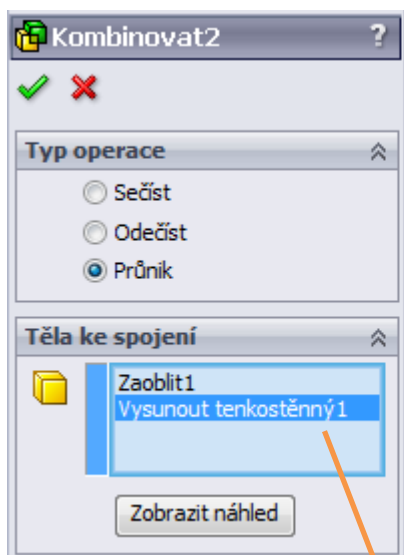 Kombinovat2 ?
Typ operace
Sečíst
Odečíst
Průnik
Těla ke spojení
Zaoblit1
Vysunout tenkostěnný1
Zobrazit náhled